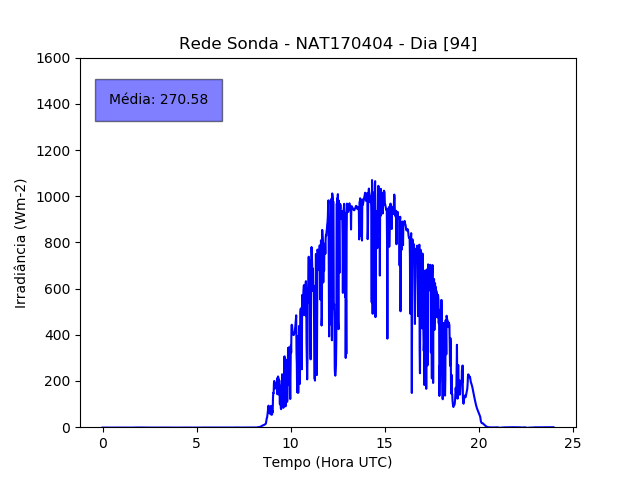 Rede Sonda - NAT170404 - Dia [94]
1600
1400
1200
1000
800
600
400
200
0
Irradiância (Wm-2)
Média: 270.58
0 5 10 15 20 25
Tempo (Hora UTC)